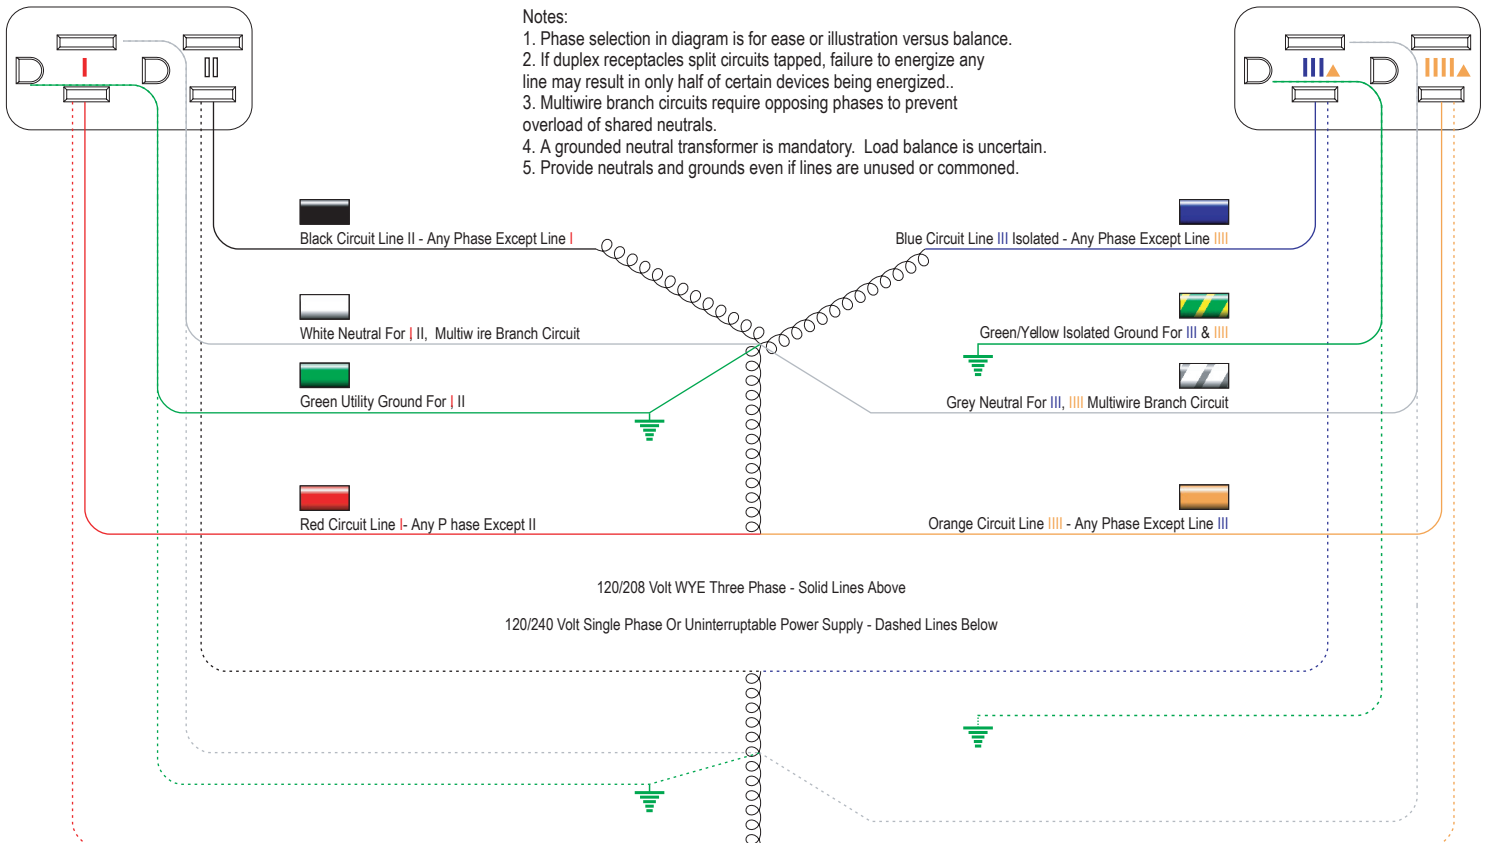 Notes:
1. Phase selection in diagram is for ease or illustration versus balance.
2. If duplex receptacles split circuits tapped, failure to energize any
line may result in only half of certain devices being energized..
3. Multiwire branch circuits require opposing phases to prevent
overload of shared neutrals.
4. A grounded neutral transformer is mandatory. Load balance is uncertain.
5. Provide neutrals and grounds even if lines are unused or commoned.
I
II
III
IIII
Black Circuit Line II - Any Phase Except Line I
Blue Circuit Line III Isolated - Any Phase Except Line IIII
White Neutral For I, II, Multiw ire Branch Circuit
Green/Yellow Isolated Ground For III & IIII
Green Utility Ground For I, II
Grey Neutral For III, IIII Multiwire Branch Circuit
Red Circuit Line I- Any P hase Except II
Orange Circuit Line IIII - Any Phase Except Line III
120/208 Volt WYE Three Phase - Solid Lines Above
120/240 Volt Single Phase Or Uninterruptable Power Supply - Dashed Lines Below